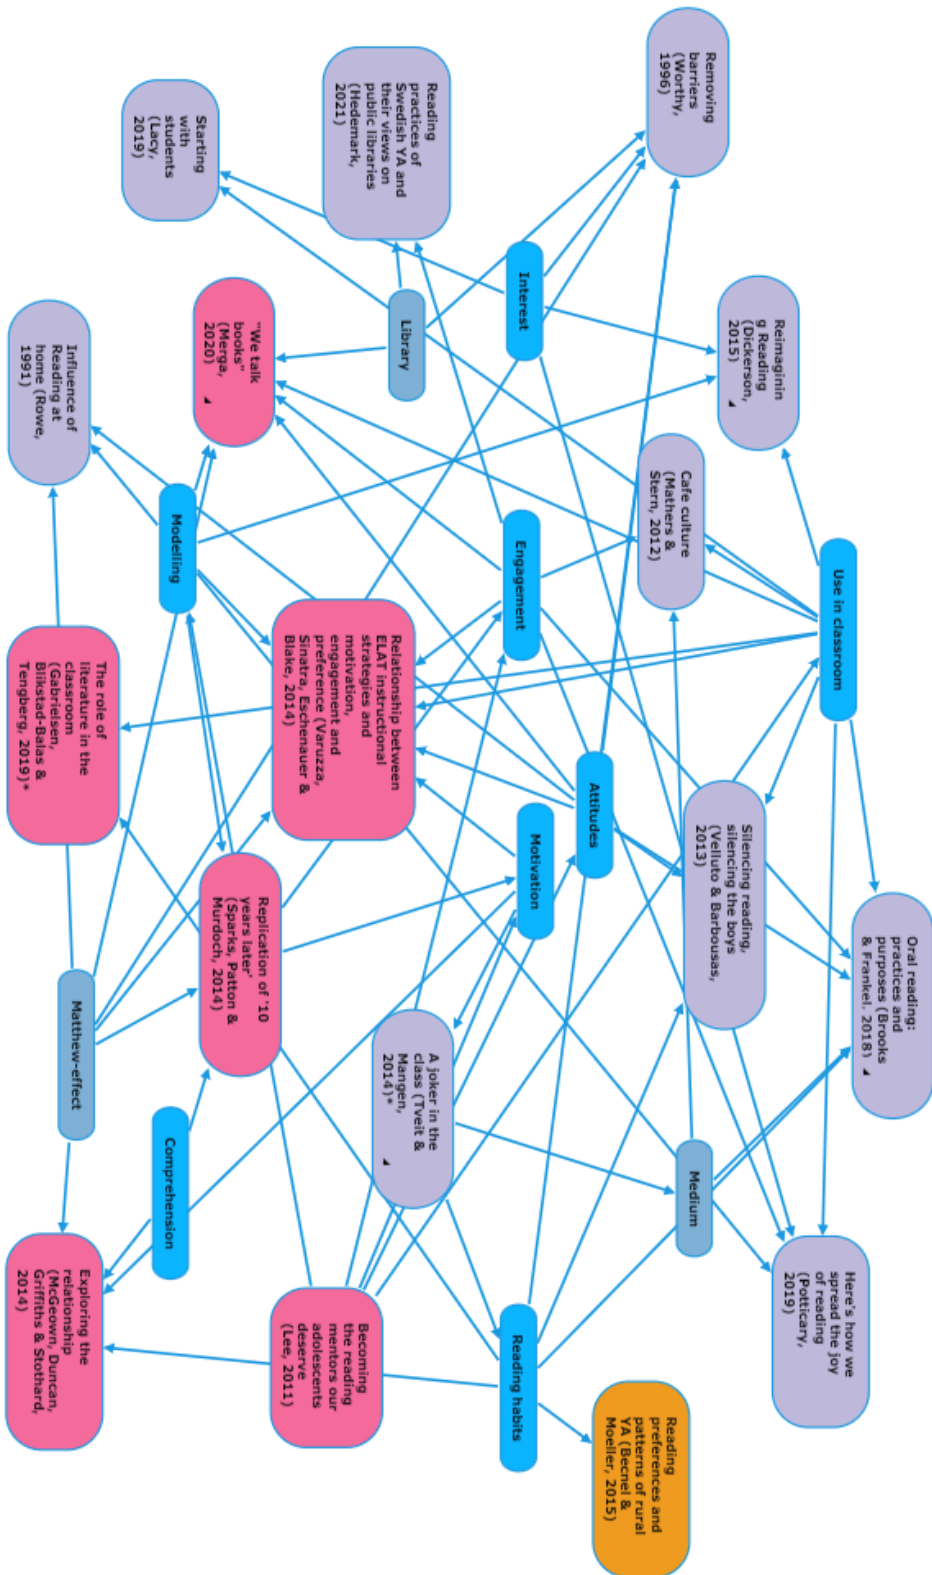 Removing
barriers
(Worthy,
1996)
Reading
practices of
Swedish YA and
their views on
public libraries
(Hedemark,
2021)
Starting
with
students
(Lacy,
2019)
Interest
Library
Reimaginin
g Reading
(Dickerson,
2015)
"We talk
books"
(Merga,
2020)
Influence of
Reading at
home (Rowe,
1991)
Cafe culture
(Mathers &
Stern, 2012)
Modelling
Engagement
Use in classroom
Relationship between
ELAT instructional
strategies and
motivation,
engagement and
preference (Varuzza,
Sinatra, Eschenauer &
Blake, 2014)
The role of
literature in the
classroom
(Gabrielsen,
Blikstad-Balas &
Tengberg, 2019)*
Attitudes
Motivation
Silencing reading,
silencing the boys
(Velluto & Barbousas,
2013)
Oral reading:
practices and
purposes (Brooks
& Frankel. 2018)
Replication of '10
years later'
(Sparks, Patton &
Murdoch, 2014)
Matthew-effect
A joker in the
class (Tveit &
Mangen,
2014)*
Comprehension
Medium
Exploring the
relationship
(McGeown, Duncan,
Griffiths & Stothard,
2014)
Becoming
the reading
mentors our
adolescents
deserve
(Lee, 2011)
Reading habits
Here's how we
spread the joy
of reading
(Potticary,
2019)
Reading
preferences and
patterns of rural
YA (Becnel &
Moeller, 2015)